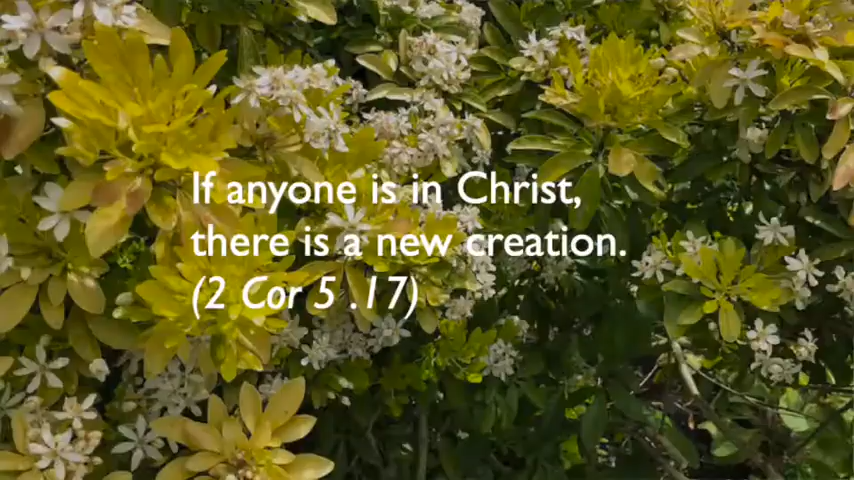 If anyone is in Christ,
there is a new creation.
(2 Cor 5 .17)